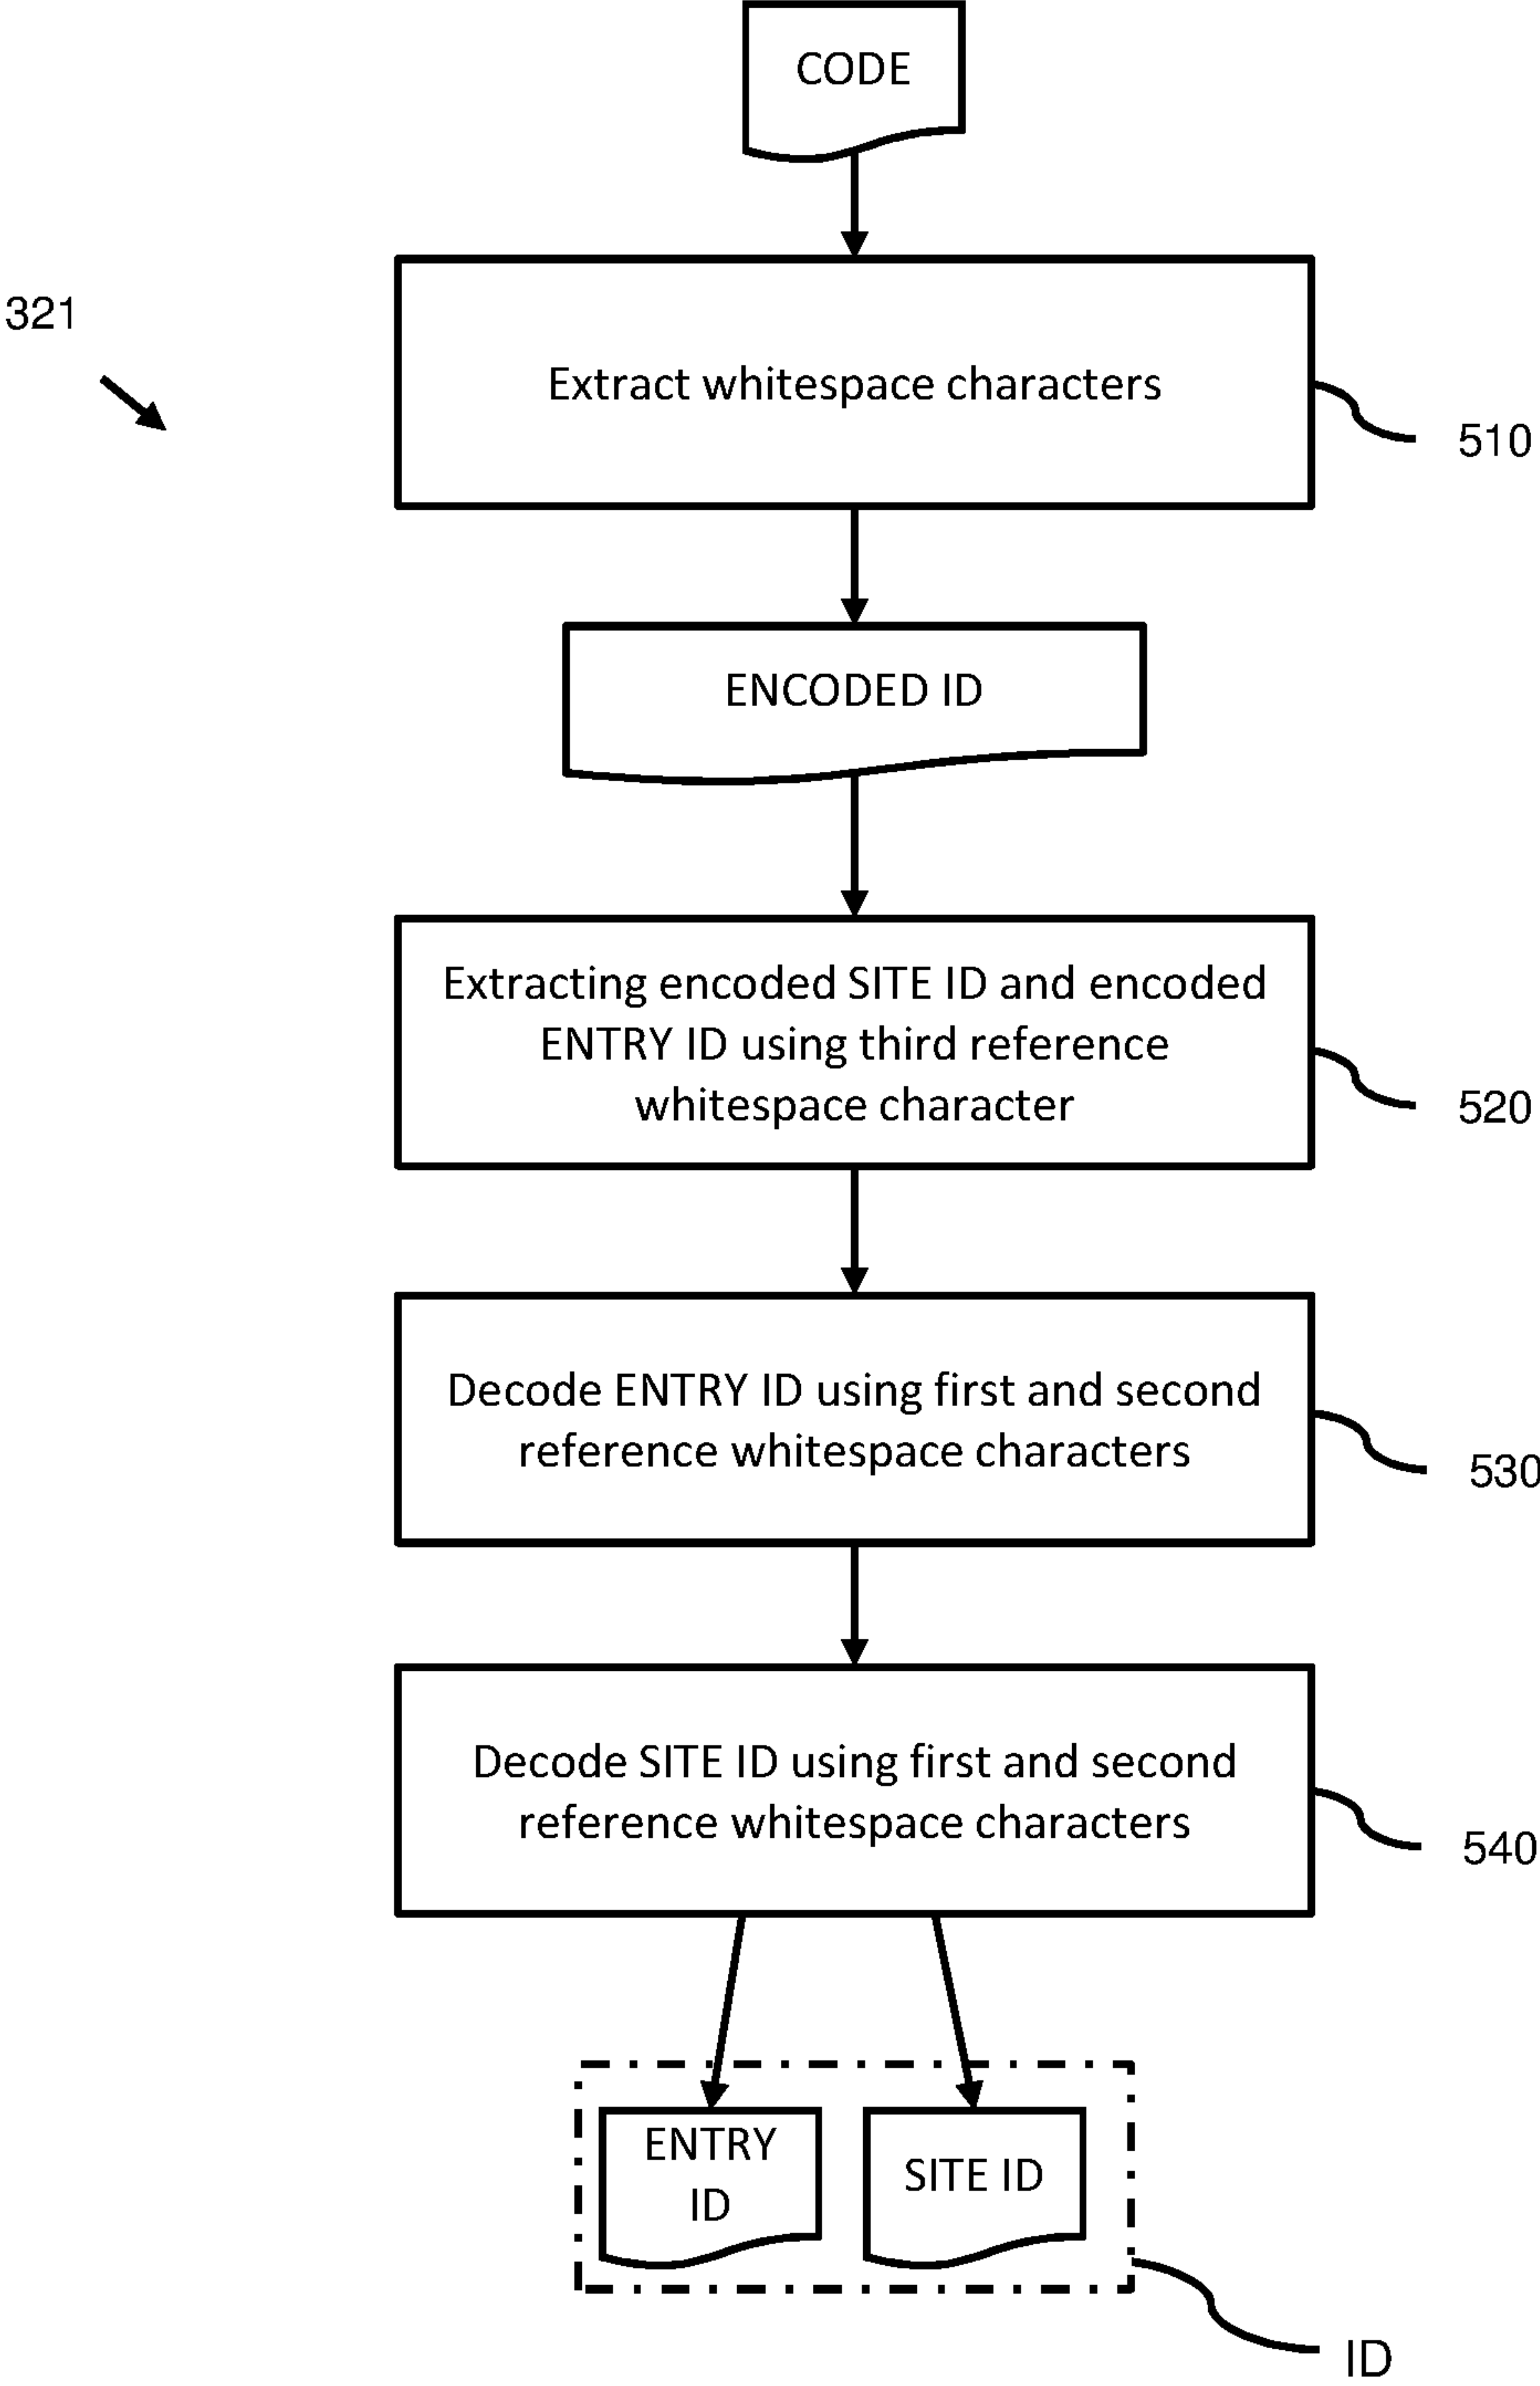 CODE
321
Extract whitespace characters
510
ENCODED ID
Extracting encoded SITE ID and encoded
ENTRY ID using third reference
whitespace character
520
Decode ENTRY ID using first and second
reference whitespace characters
530
Decode SITE ID using first and second
reference whitespace characters
540
ENTRY
ID
SITE ID
ID